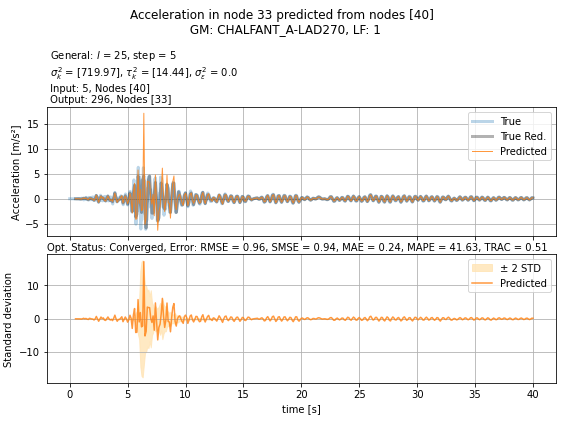 Acceleration in node 33 predicted from nodes [40]
GM: CHALFANT_A-LAD270, LF: 1
General: l = 25, step = 5
σ²ₖ = [719.97], τ²ₖ = [14.44], σ²ε = 0.0
Input: 5, Nodes [40]
Output: 296, Nodes [33]
Acceleration [m/s²]
15
10
5
0
−5
True
True Red.
Predicted
Opt. Status: Converged, Error: RMSE = 0.96, SMSE = 0.94, MAE = 0.24, MAPE = 41.63, TRAC = 0.51
Standard deviation
10
0
−10
± 2 STD
Predicted
0 5 10 15 20 25 30 35 40
time [s]